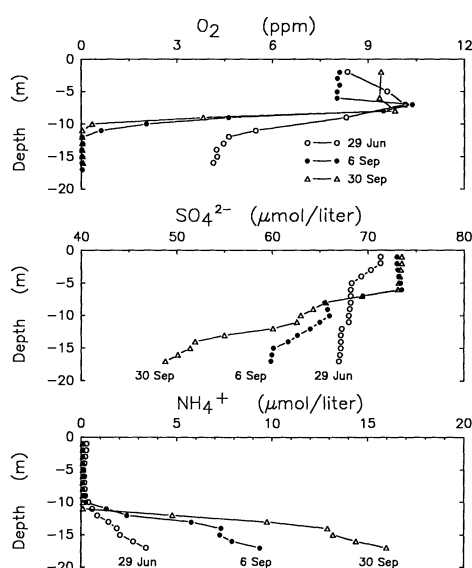 O₂ (ppm)
0 3 6 9 12
Depth (m)
0
−5
−10
−15
−20
29 Jun
6 Sep
30 Sep
SO₄²⁻ (μmol/liter)
40 50 60 70 80
Depth (m)
0
−5
−10
−15
−20
30 Sep 6 Sep 29 Jun
NH₄⁺ (μmol/liter)
0 5 10 15 20
Depth (m)
0
−5
−10
−15
−20
29 Jun 6 Sep 30 Sep